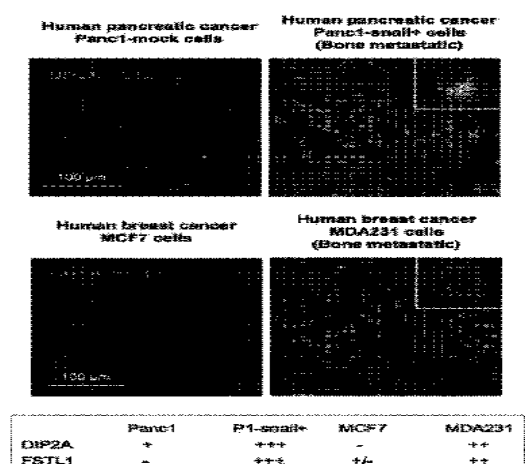 Human pancreatic cancer
Panc1-mock cells
Human pancreatic cancer
Panc1-snail+ cells
(Bone metastatic)
100 μm
Human breast cancer
MCF7 cells
Human breast cancer
MDA231 cells
(Bone metastatic)
100 μm
Panc1 P1-snail+ MCF7 MDA231
DIP2A + +++ - ++
FSTL1 - +++ +/- ++